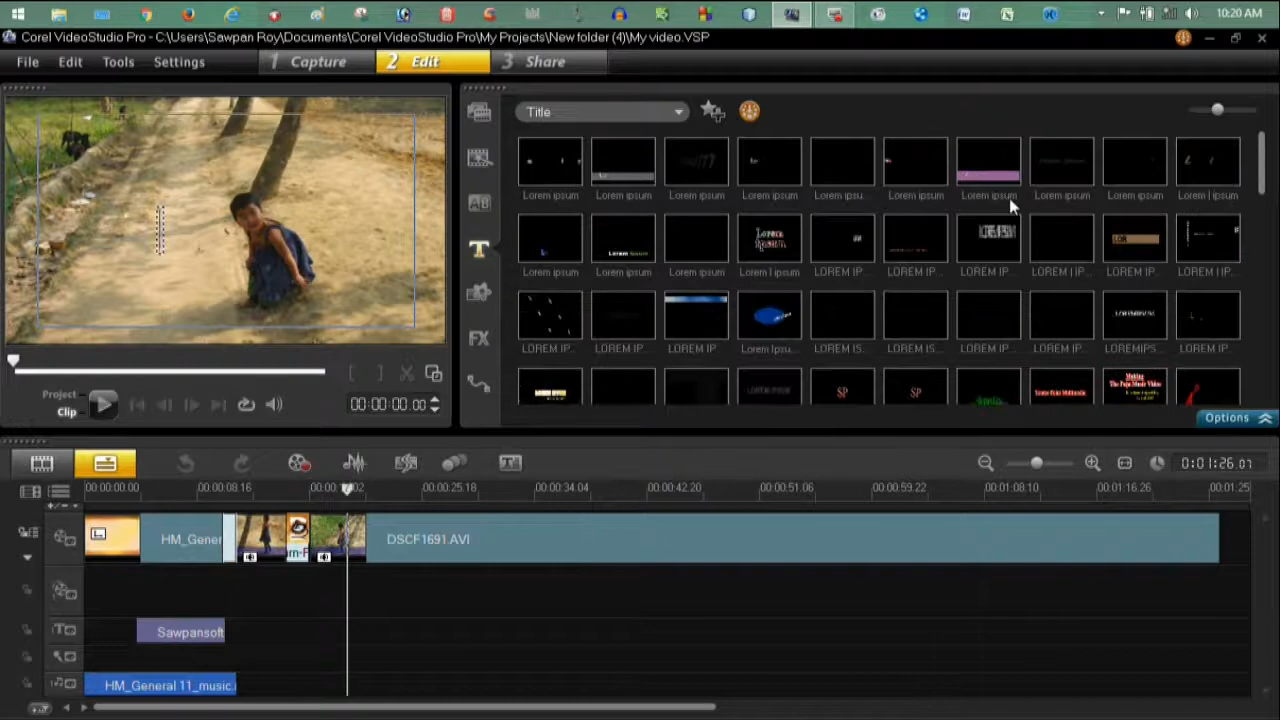 10:20 AM
Corel VideoStudio Pro - C:\Users\Sawpan Roy\Documents\Corel VideoStudio Pro\My Projects\New folder (4)\My video.VSP
File Edit Tools Settings 1 Capture 2 Edit 3 Share
Title
Lorem ipsum Lorem ipsum Lorem ipsum Lorem ipsum Lorem ipsu.. Lorem ipsum Lorem ipsum Lorem ipsum Lorem ipsum Lorem I ipsum
Lorem ipsum
Lorem ipsum
Lorem ipsum Lorem ipsum Lorem ipsum Lorem I ipsum LOREM IP... LOREM IP... LOREM IP... LOREM I IP... LOREM IP... LOREM I IP...
LOREM IP... LOREM IP... LOREM IP Lorem Ipsu... LOREM IS... LOREM IS... LOREM IP... LOREM IP... LOREMIPS... LOREM IP
SP SP
Making
Project
Clip
00:00:00.00
Options
0:01:26.07
00:00:00.00 00:00:08.16 00:00:25.18 00:00:34.04 00:00:42.20 00:00:51.06 00:00:59.22 00:01:08.10 00:01:16.26 00:01:25
HM_Gener DSCF1691.AVI
Sawpansoft
HM_General 11_music.